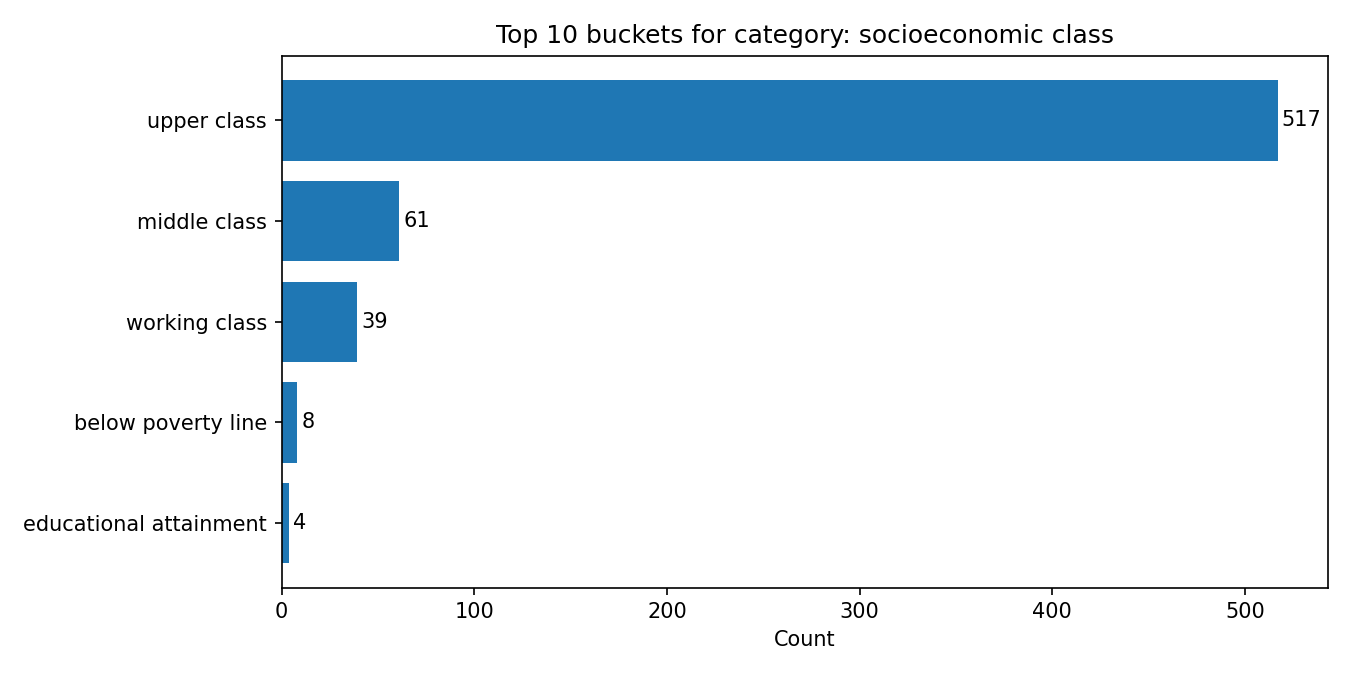 Top 10 buckets for category: socioeconomic class
upper class
517
middle class
61
working class
39
below poverty line
8
educational attainment
4
0 100 200 300 400 500
Count